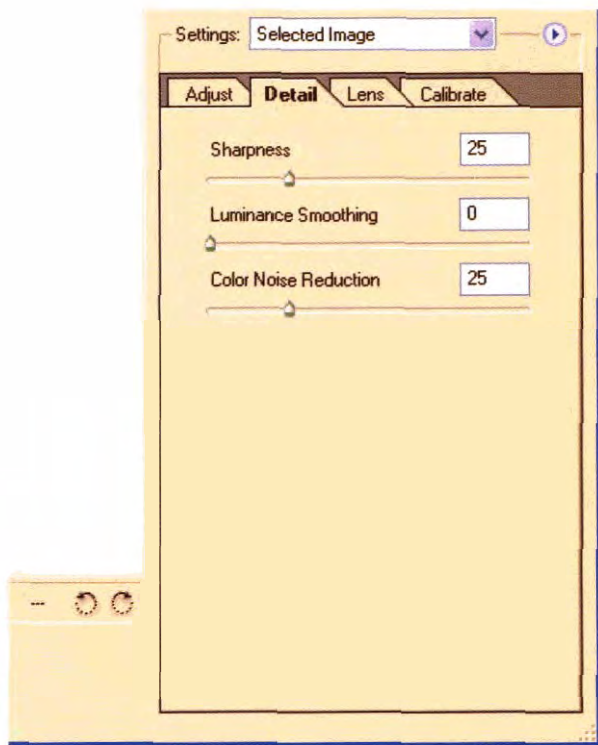 Settings: Selected Image
Adjust Detail Lens Calibrate
Sharpness 25
Luminance Smoothing 0
Color Noise Reduction 25
---